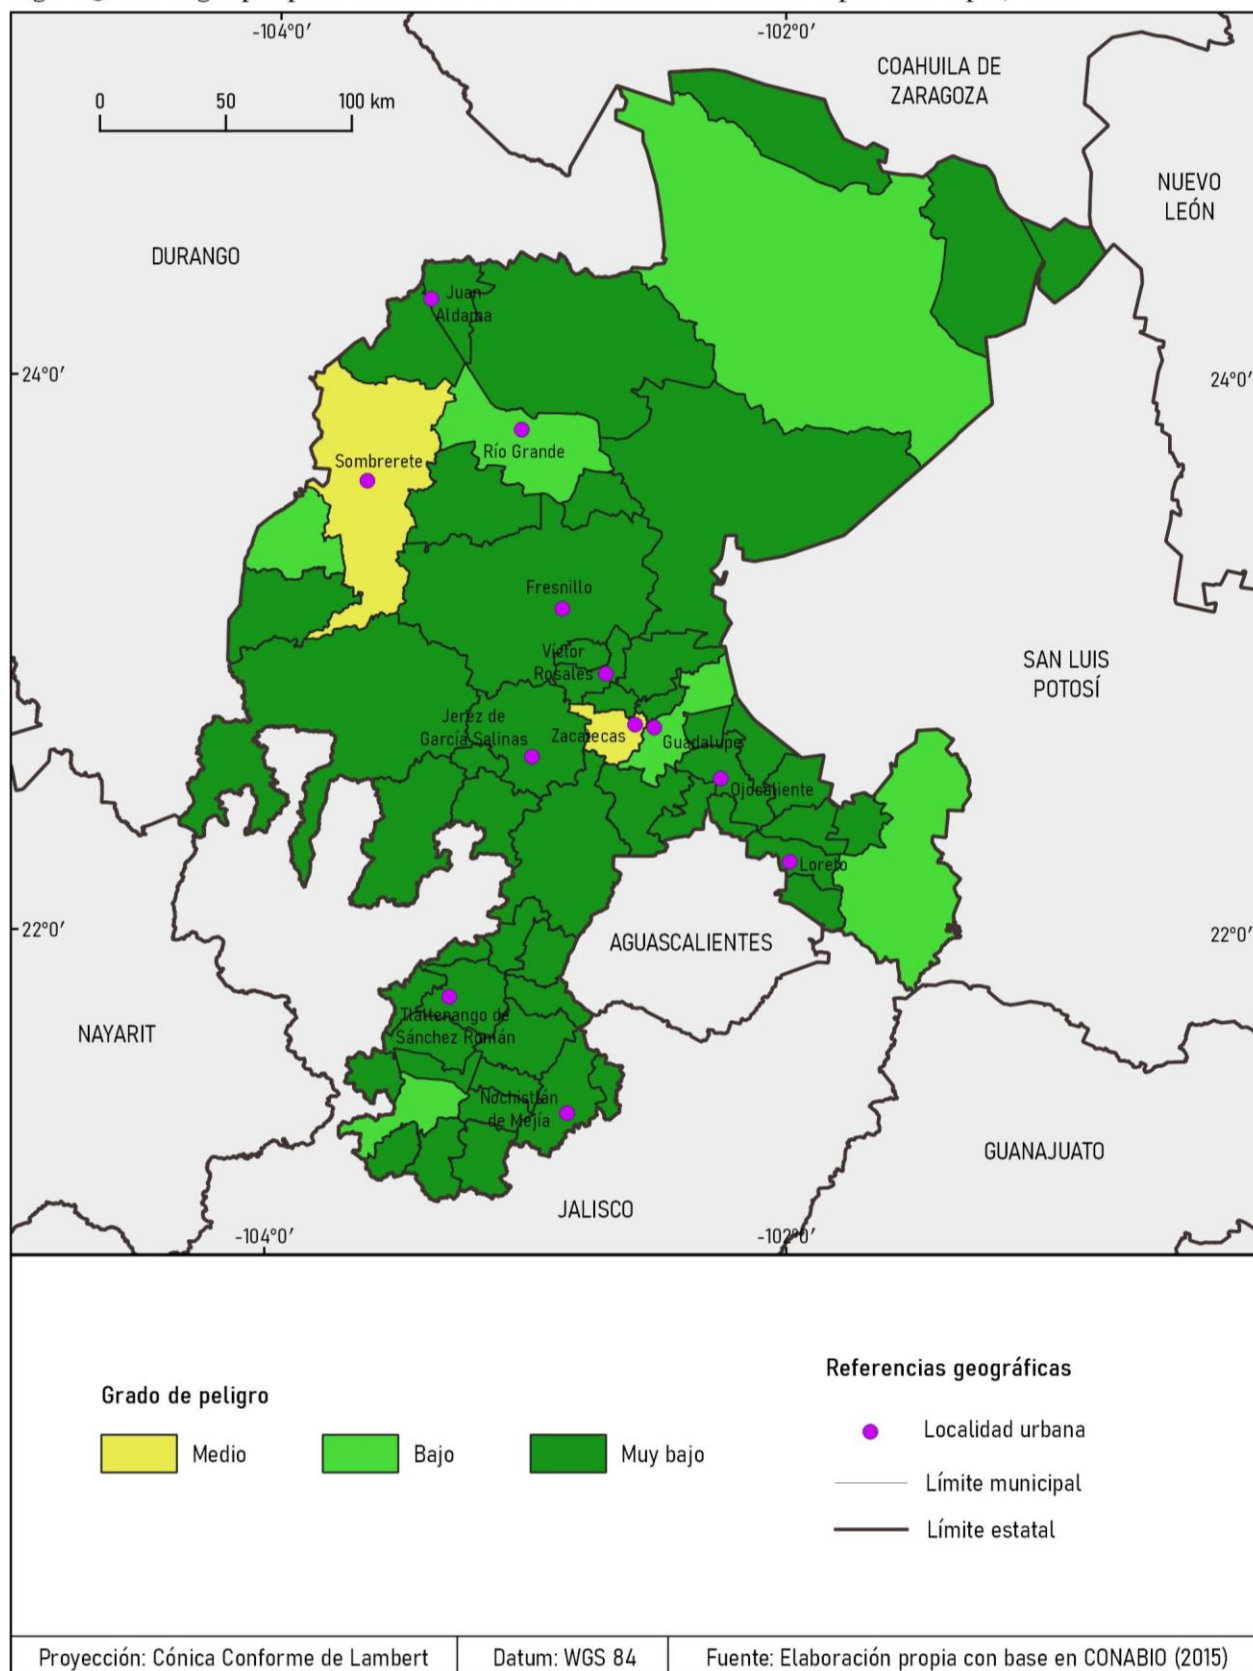 -104°0′
-102°0′
COAHUILA DE
ZARAGOZA
0
50
100 km
NUEVO
LEÓN
DURANGO
Juan
Aldama
24°0′
24°0′
Río Grande
Sombrerete
Fresnillo
Víctor
Rosales
SAN LUIS
POTOSÍ
Jerez de
García Salinas
Zacatecas
Guadalupe
Ojocaliente
Loreto
22°0′
22°0′
AGUASCALIENTES
Tlaltenango de
Sánchez Román
NAYARIT
Nochistlán
de Mejía
GUANAJUATO
JALISCO
-104°0′
-102°0′
Grado de peligro
Medio
Bajo
Muy bajo
Referencias geográficas
Localidad urbana
Límite municipal
Límite estatal
Proyección: Cónica Conforme de Lambert
Datum: WGS 84
Fuente: Elaboración propia con base en CONABIO (2015)